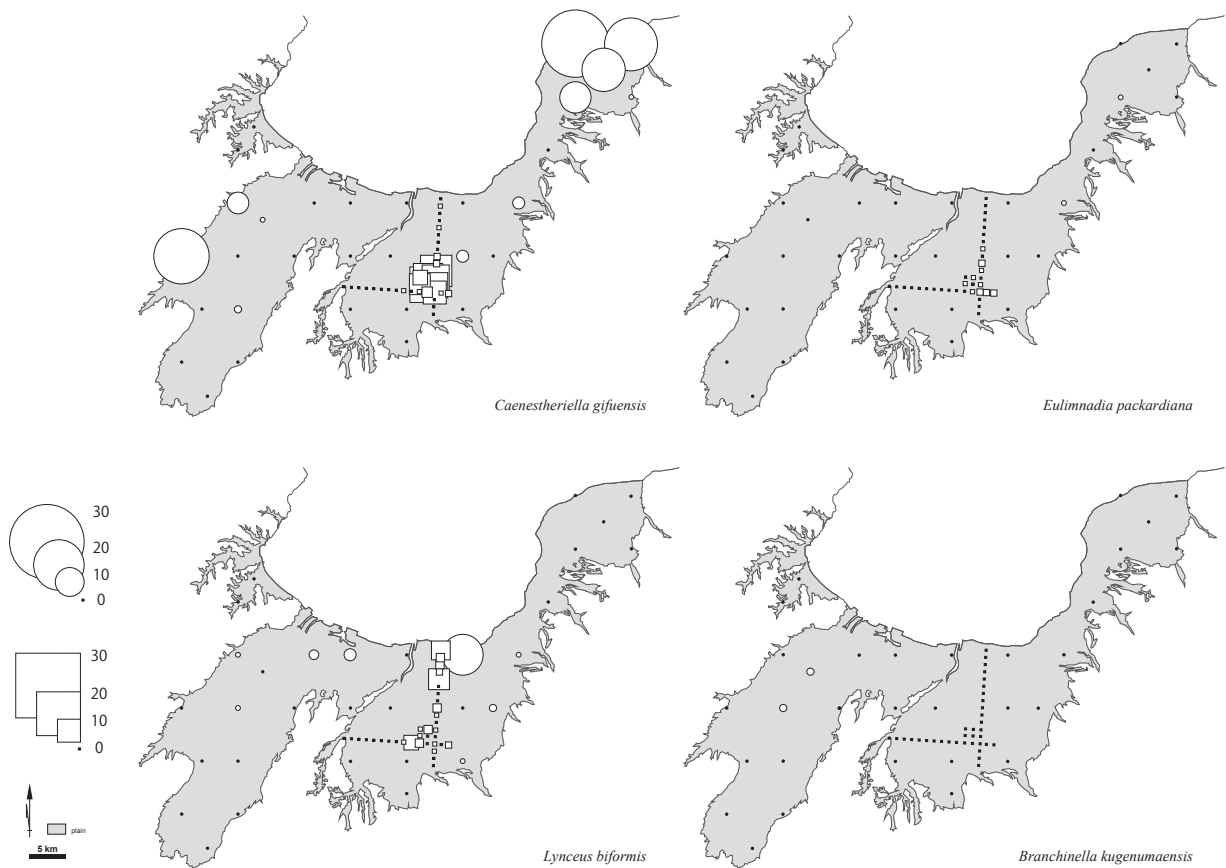 Caenestheriella gifuensis
Eulimnadia packardiana
30
20
10
0
30
20
10
0
plain
5 km
Lynceus biformis
Branchinella kugenumaensis